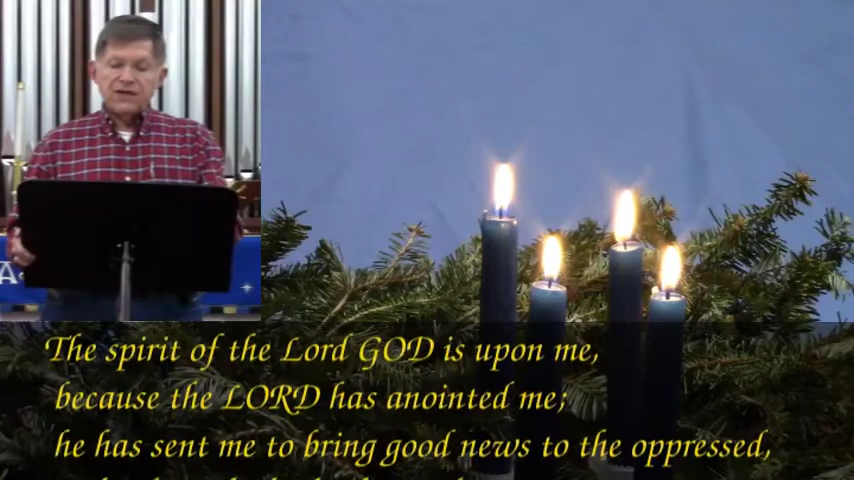 The spirit of the Lord GOD is upon me,
because the LORD has anointed me;
he has sent me to bring good news to the oppressed,